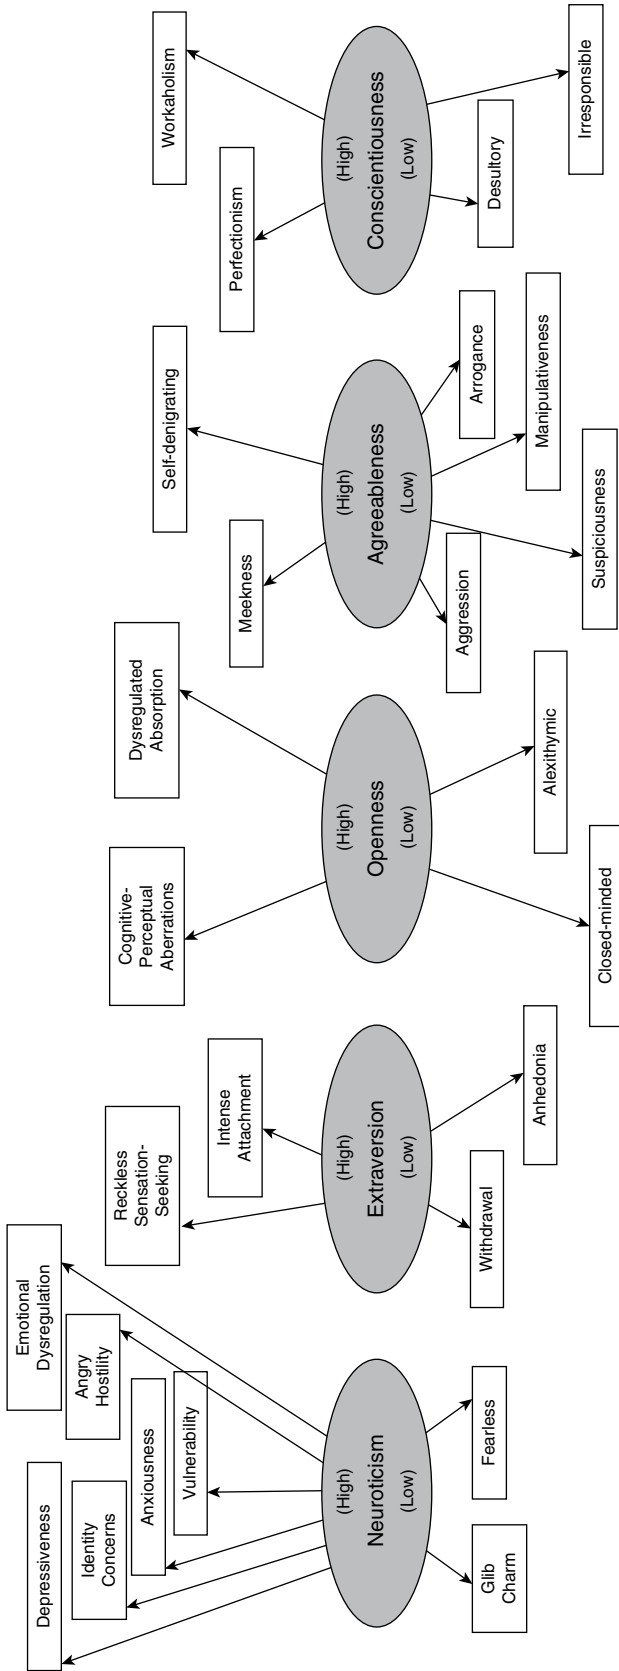 Depressiveness
Identity
Concerns
Anxiousness
Vulnerability
Angry
Hostility
Emotional
Dysregulation
(High)
Neuroticism
(Low)
Glib
Charm
Fearless
Reckless
Sensation-
Seeking
Intense
Attachment
(High)
Extraversion
(Low)
Withdrawal
Anhedonia
Cognitive-
Perceptual
Aberrations
Dysregulated
Absorption
(High)
Openness
(Low)
Closed-minded
Alexithymic
Meekness
Self-denigrating
(High)
Agreeableness
(Low)
Aggression
Suspiciousness
Manipulativeness
Arrogance
Perfectionism
Workaholism
(High)
Conscientiousness
(Low)
Desultory
Irresponsible